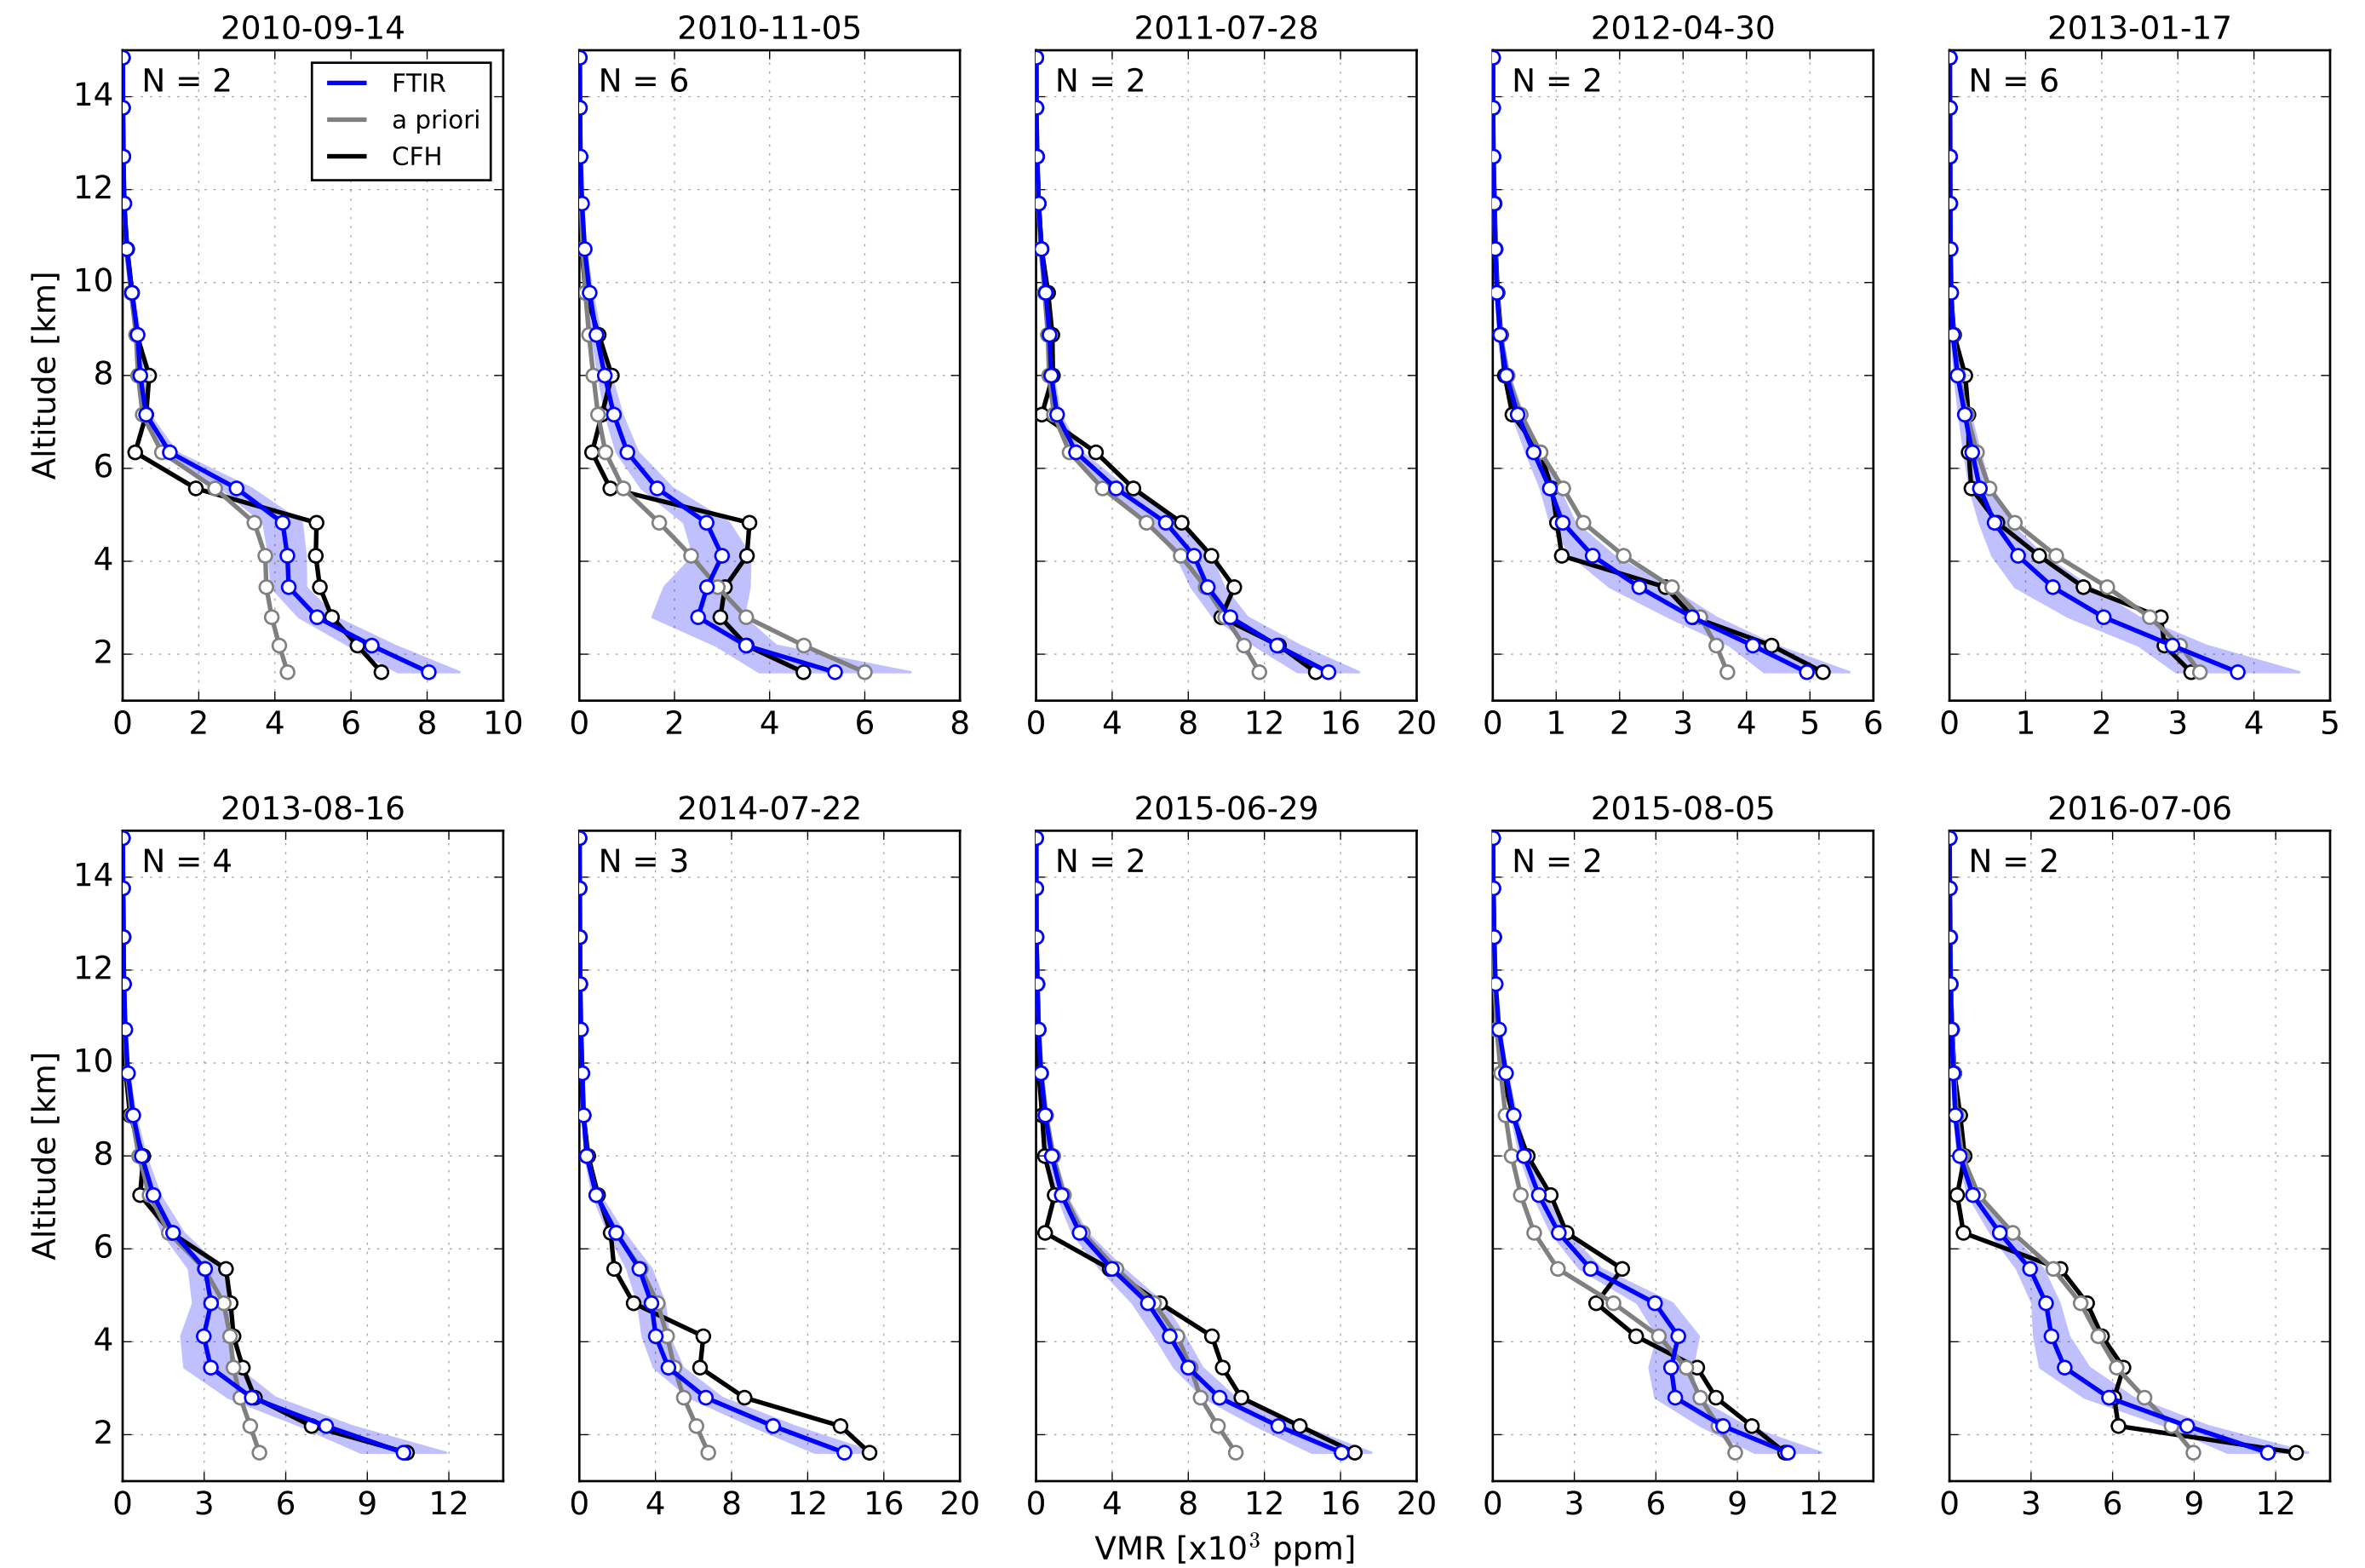 2010-09-14 2010-11-05 2011-07-28 2012-04-30 2013-01-17
N = 2 N = 6 N = 2 N = 2 N = 6
FTIR
a priori
CFH
Altitude [km]
14
12
10
8
6
4
2
0 2 4 6 8 10
0 2 4 6 8
0 4 8 12 16 20
0 1 2 3 4 5 6
0 1 2 3 4 5
2013-08-16 2014-07-22 2015-06-29 2015-08-05 2016-07-06
N = 4 N = 3 N = 2 N = 2 N = 2
Altitude [km]
14
12
10
8
6
4
2
0 3 6 9 12
0 4 8 12 16 20
0 4 8 12 16 20
0 3 6 9 12
0 3 6 9 12
VMR [x10³ ppm]